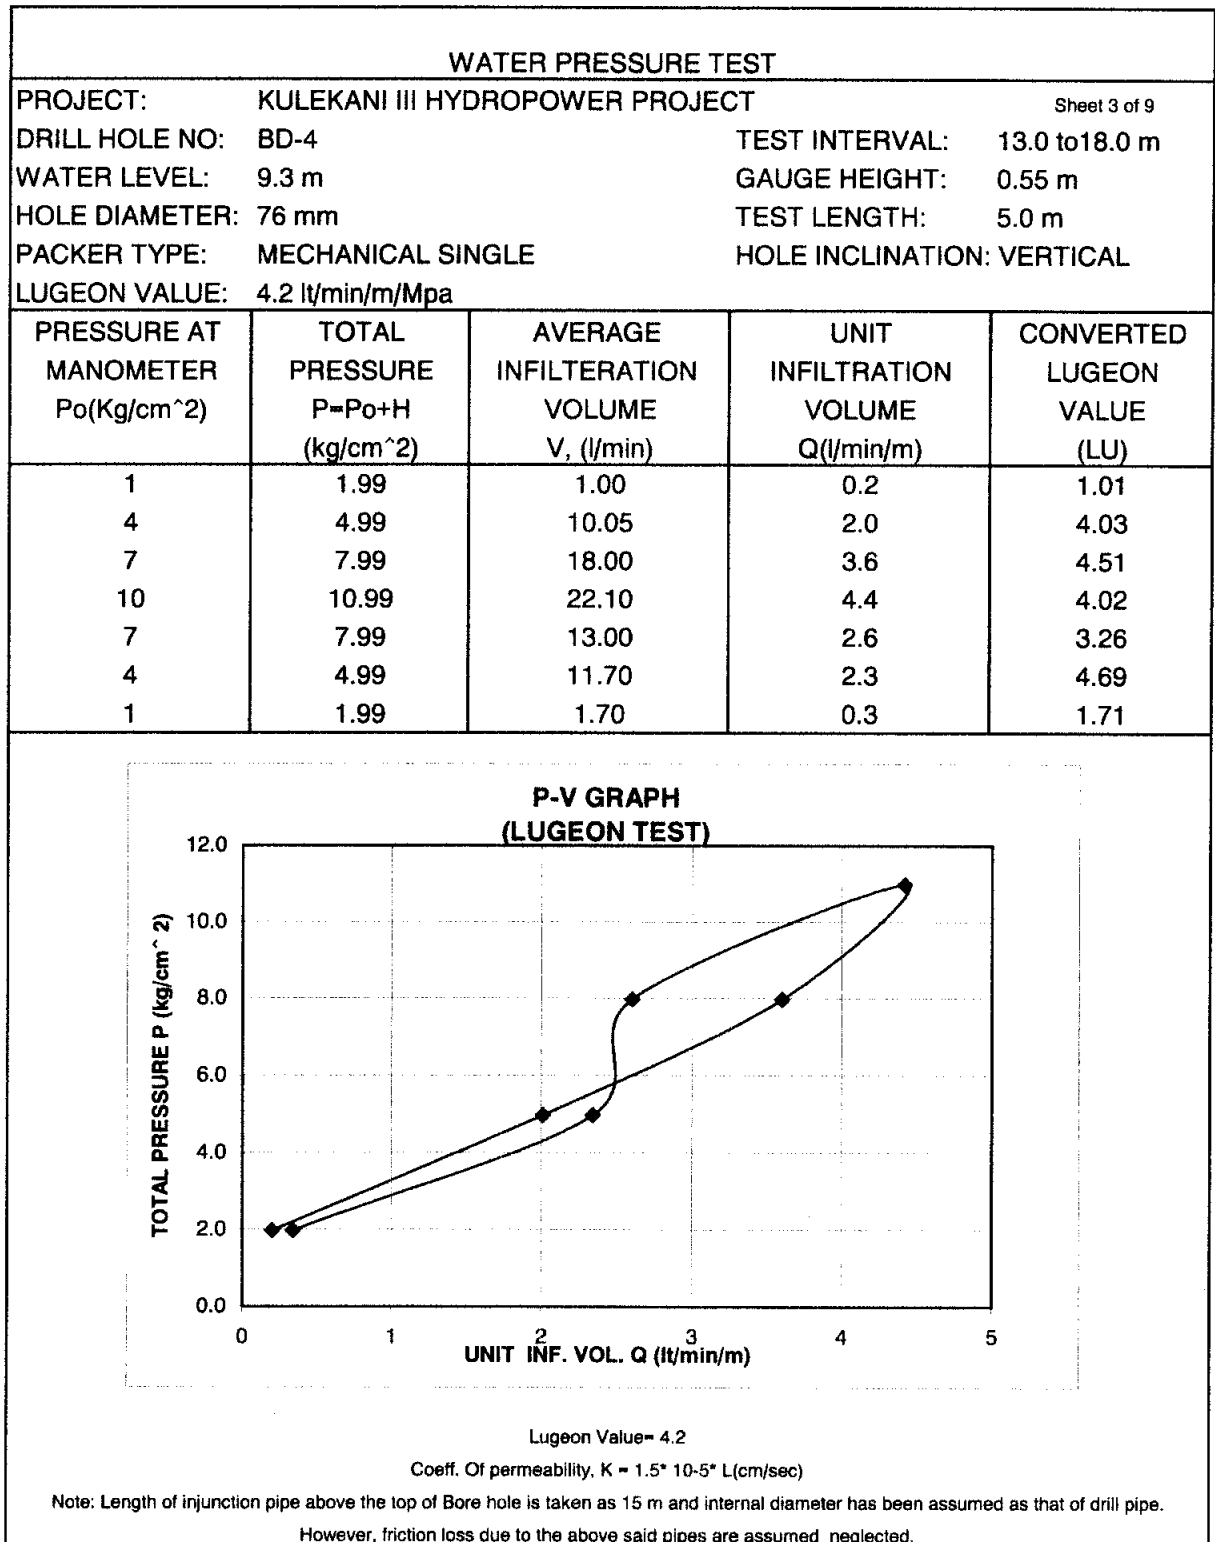 WATER PRESSURE TEST
PROJECT: KULEKANI III HYDROPOWER PROJECT Sheet 3 of 9
DRILL HOLE NO: BD-4 TEST INTERVAL: 13.0 to18.0 m
WATER LEVEL: 9.3 m GAUGE HEIGHT: 0.55 m
HOLE DIAMETER: 76 mm TEST LENGTH: 5.0 m
PACKER TYPE: MECHANICAL SINGLE HOLE INCLINATION: VERTICAL
LUGEON VALUE: 4.2 lt/min/m/Mpa
PRESSURE AT TOTAL AVERAGE UNIT CONVERTED
MANOMETER PRESSURE INFILTERATION INFILTRATION LUGEON
Po(Kg/cm^2) P=Po+H VOLUME VOLUME VALUE
(kg/cm^2) V, (l/min) Q(l/min/m) (LU)
1 1.99 1.00 0.2 1.01
4 4.99 10.05 2.0 4.03
7 7.99 18.00 3.6 4.51
10 10.99 22.10 4.4 4.02
7 7.99 13.00 2.6 3.26
4 4.99 11.70 2.3 4.69
1 1.99 1.70 0.3 1.71
P-V GRAPH
(LUGEON TEST)
TOTAL PRESSURE P (kg/cm^ 2)
12.0
10.0
8.0
6.0
4.0
2.0
0.0
0 1 2 3 4 5
UNIT INF. VOL. Q (lt/min/m)
Lugeon Value= 4.2
Coeff. Of permeability, K = 1.5* 10-5* L(cm/sec)
Note: Length of injunction pipe above the top of Bore hole is taken as 15 m and internal diameter has been assumed as that of drill pipe.
However, friction loss due to the above said pipes are assumed neglected.